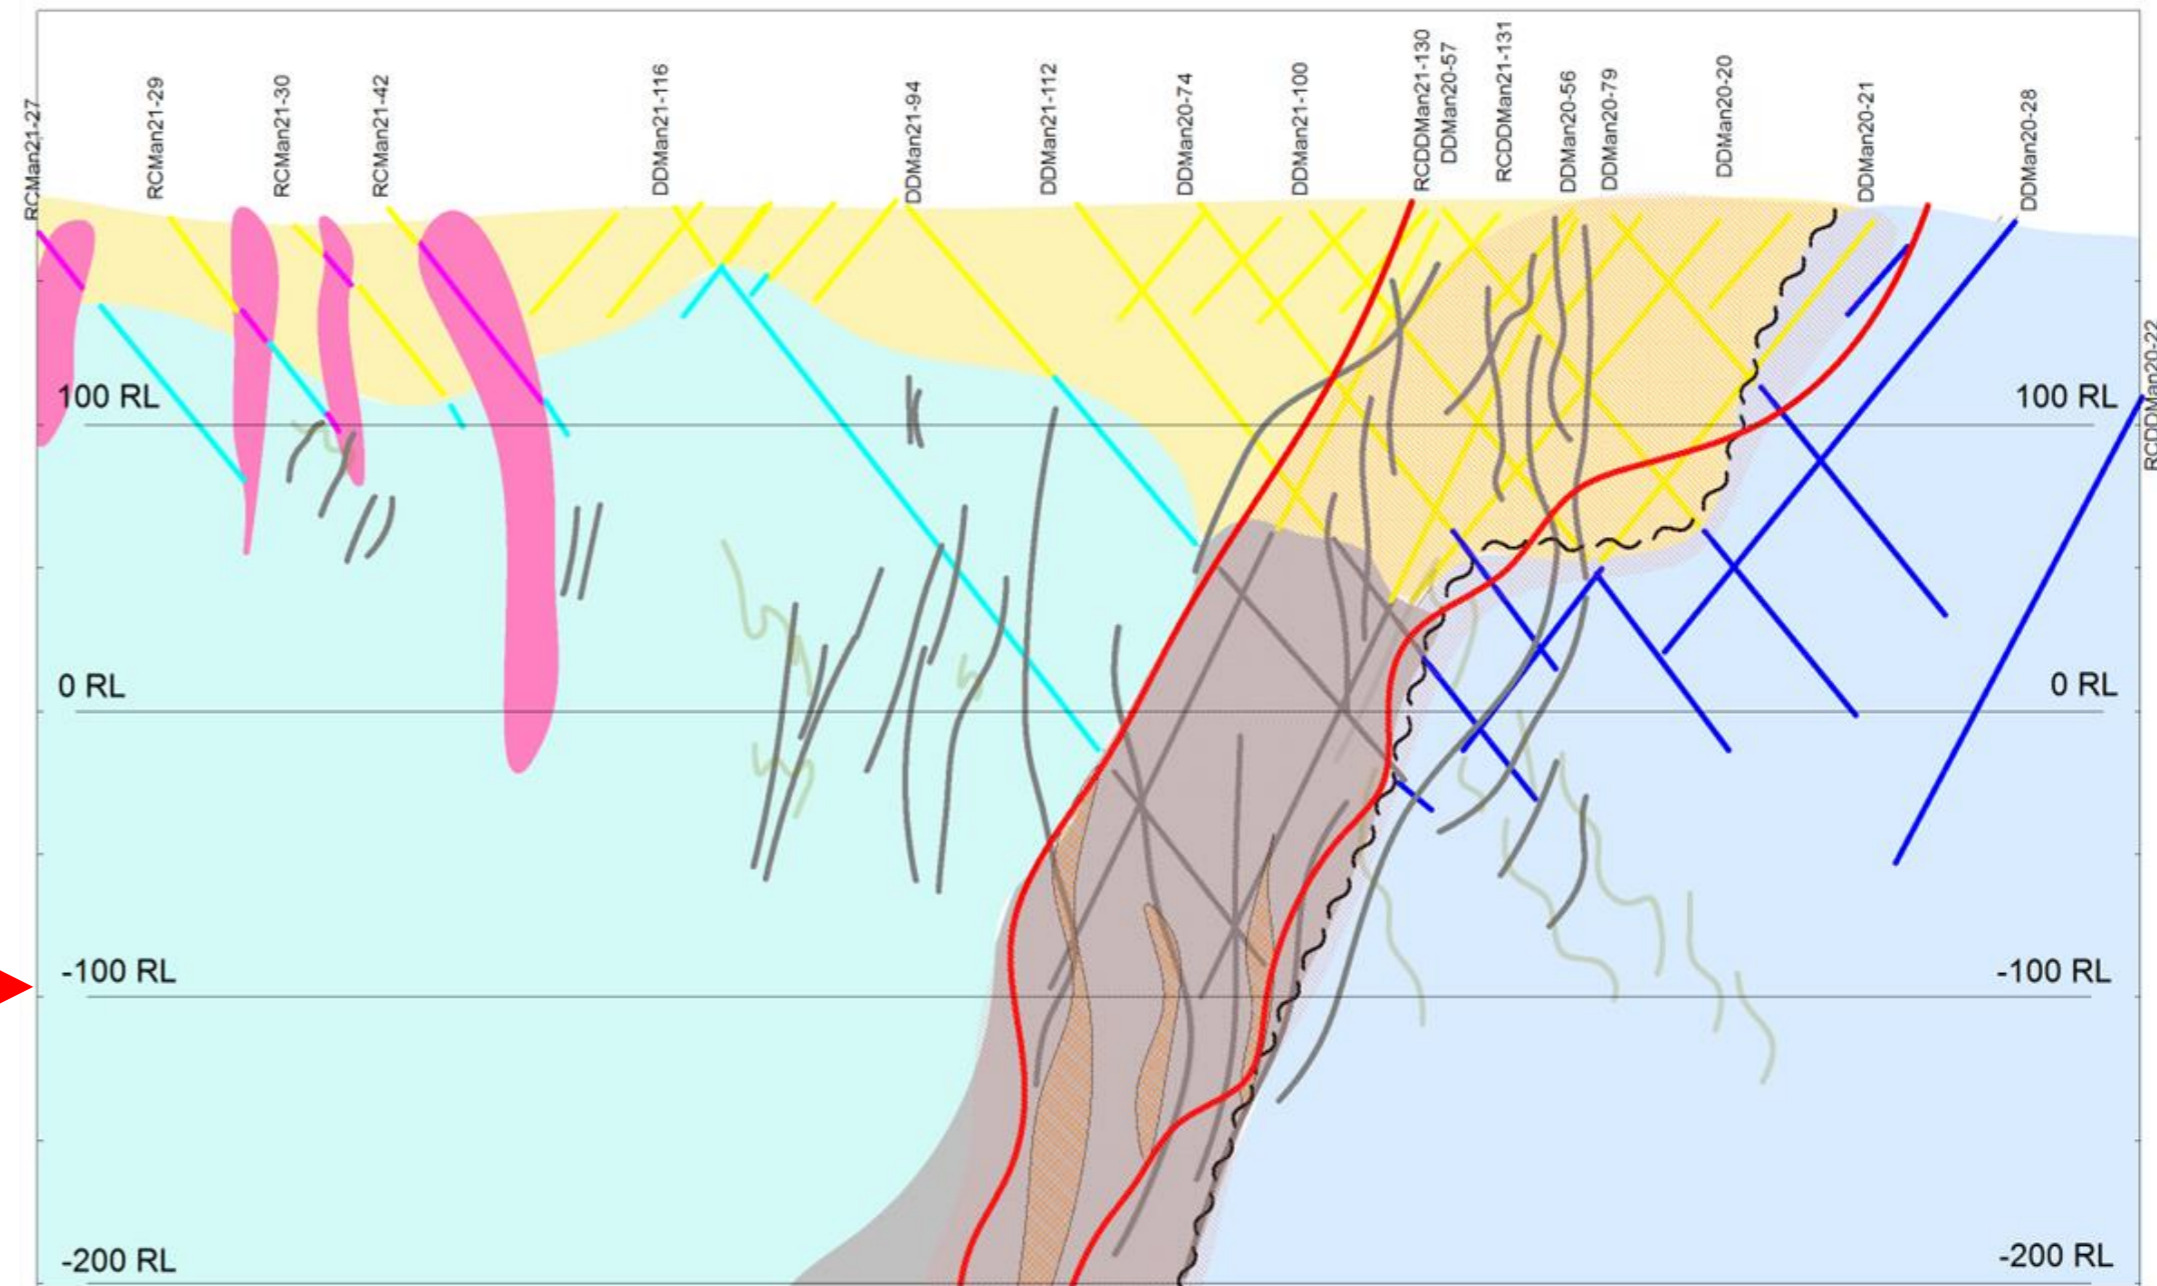 RCMan21-27
RCMan21-29
RCMan21-30
RCMan21-42
DDMan21-116
DDMan21-94
DDMan21-112
DDMan20-74
DDMan21-100
RCDDMan21-130
DDMan20-57
RCDDMan21-131
DDMan20-56
DDMan20-79
DDMan20-20
DDMan20-21
DDMan20-28
RCDDMan20-22
100 RL
100 RL
0 RL
0 RL
-100 RL
-100 RL
-200 RL
-200 RL